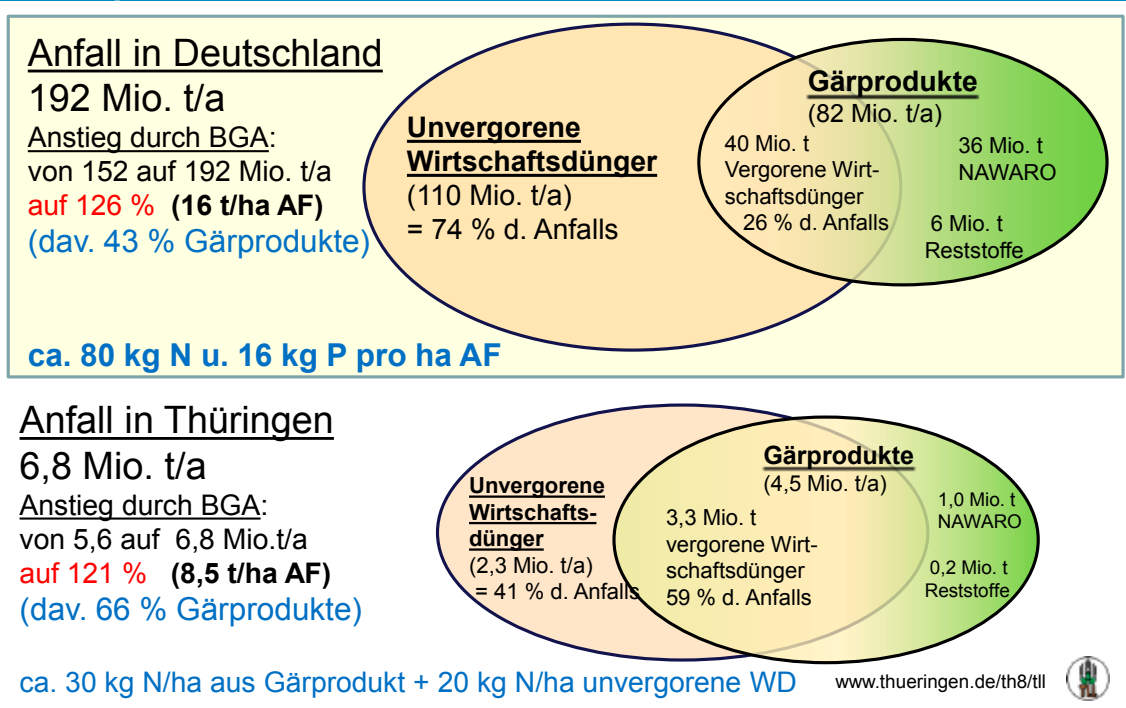 Anfall in Deutschland
192 Mio. t/a
Anstieg durch BGA:
von 152 auf 192 Mio. t/a
auf 126 % (16 t/ha AF)
(dav. 43 % Gärprodukte)
ca. 80 kg N u. 16 kg P pro ha AF
Unvergorene
Wirtschaftsdünger
(110 Mio. t/a)
= 74 % d. Anfalls
Gärprodukte
(82 Mio. t/a)
40 Mio. t
Vergorene Wirt-
schaftsdünger
26 % d. Anfalls
36 Mio. t
NAWARO
6 Mio. t
Reststoffe
Anfall in Thüringen
6,8 Mio. t/a
Anstieg durch BGA:
von 5,6 auf 6,8 Mio.t/a
auf 121 % (8,5 t/ha AF)
(dav. 66 % Gärprodukte)
Unvergorene
Wirtschafts-
dünger
(2,3 Mio. t/a)
= 41 % d. Anfalls
Gärprodukte
(4,5 Mio. t/a)
3,3 Mio. t
vergorene Wirt-
schaftsdünger
59 % d. Anfalls
1,0 Mio. t
NAWARO
0,2 Mio. t
Reststoffe
ca. 30 kg N/ha aus Gärprodukt + 20 kg N/ha unvergorene WD
www.thueringen.de/th8/tll